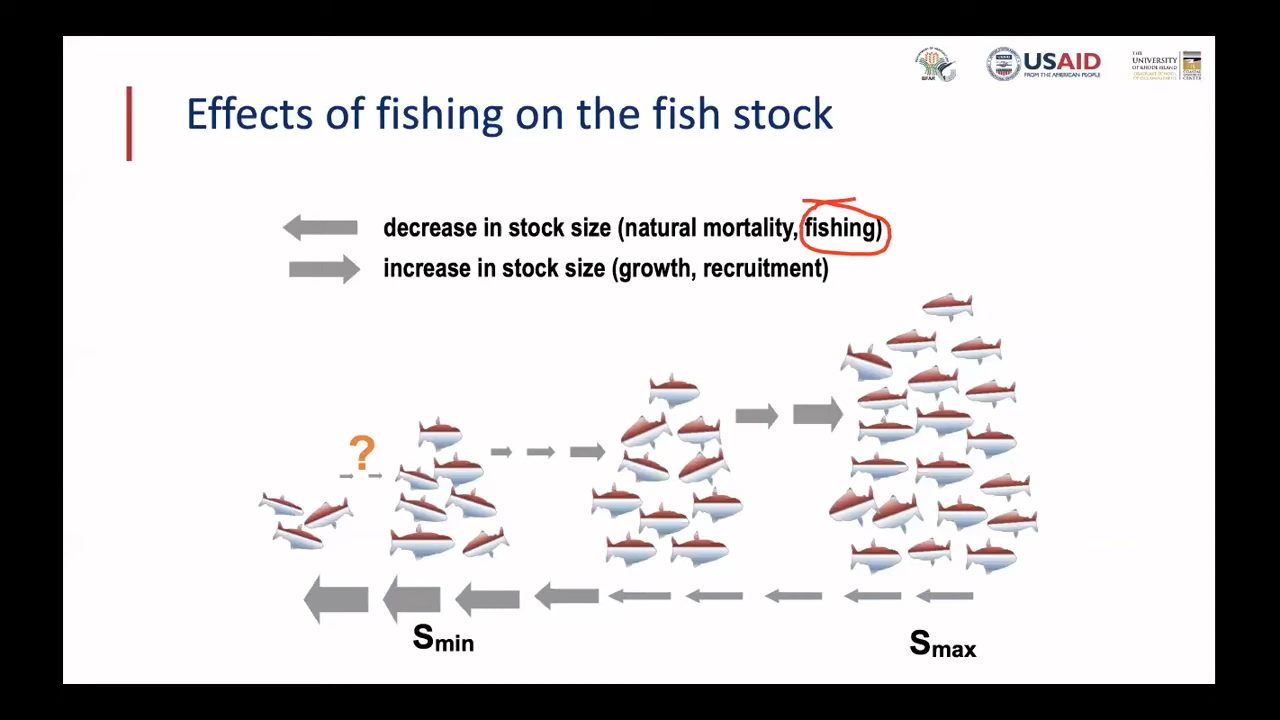 USAID
FROM THE AMERICAN PEOPLE
THE
UNIVERSITY
OF RHODE ISLAND
BFAR
Effects of fishing on the fish stock
decrease in stock size (natural mortality, fishing)
increase in stock size (growth, recruitment)
?
Smin
Smax